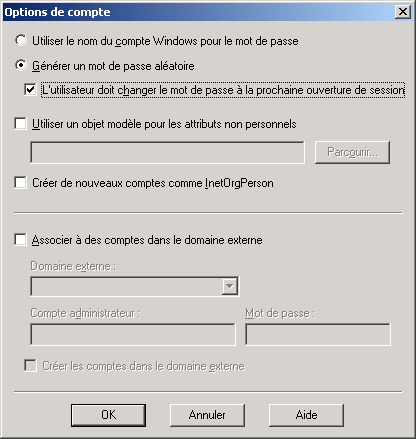 Options de compte
Utiliser le nom du compte Windows pour le mot de passe
Générer un mot de passe aléatoire
L'utilisateur doit changer le mot de passe à la prochaine ouverture de session
Utiliser un objet modèle pour les attributs non personnels
Parcourir...
Créer de nouveaux comptes comme InetOrgPerson
Associer à des comptes dans le domaine externe
Domaine externe :
Compte administrateur :
Mot de passe :
Créer les comptes dans le domaine externe
OK
Annuler
Aide